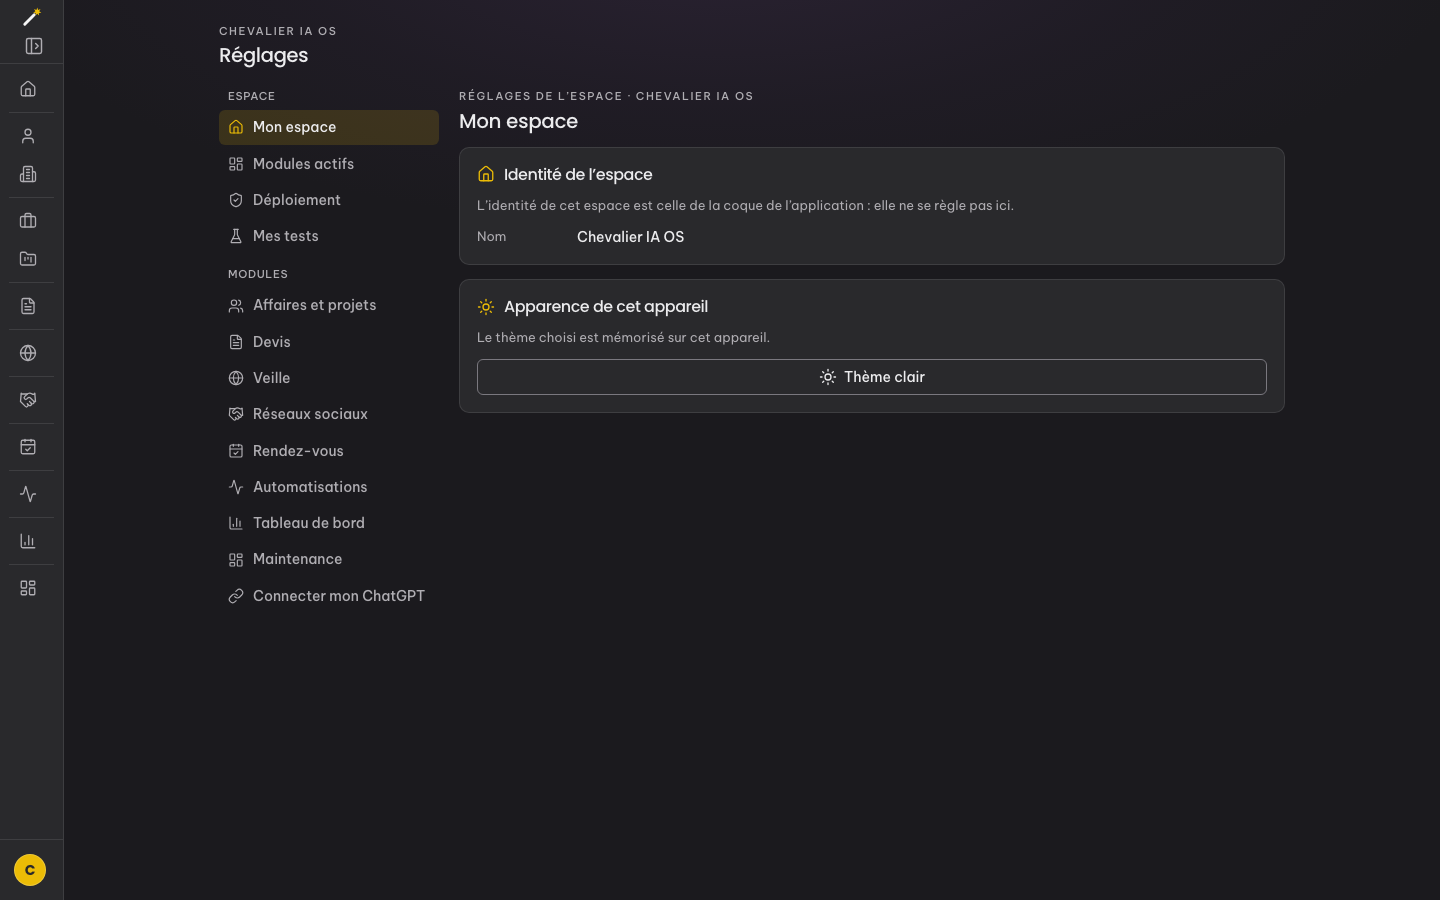 CHEVALIER IA OS
Réglages
ESPACE
Mon espace
Modules actifs
Déploiement
Mes tests
MODULES
Affaires et projets
Devis
Veille
Réseaux sociaux
Rendez-vous
Automatisations
Tableau de bord
Maintenance
Connecter mon ChatGPT
RÉGLAGES DE L'ESPACE · CHEVALIER IA OS
Mon espace
Identité de l’espace
L’identité de cet espace est celle de la coque de l’application : elle ne se règle pas ici.
Nom Chevalier IA OS
Apparence de cet appareil
Le thème choisi est mémorisé sur cet appareil.
Thème clair
C